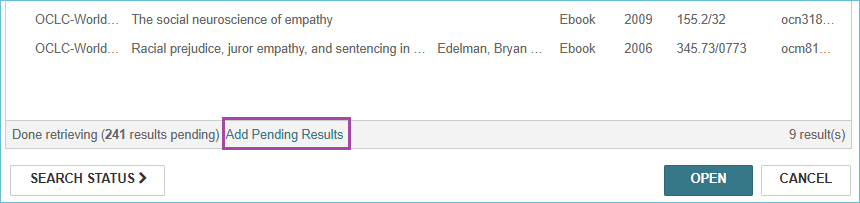 OCLC-World… The social neuroscience of empathy Ebook 2009 155.2/32 ocn318…
OCLC-World… Racial prejudice, juror empathy, and sentencing in … Edelman, Bryan … Ebook 2006 345.73/0773 ocm81…
Done retrieving (241 results pending) Add Pending Results 9 result(s)
SEARCH STATUS OPEN CANCEL